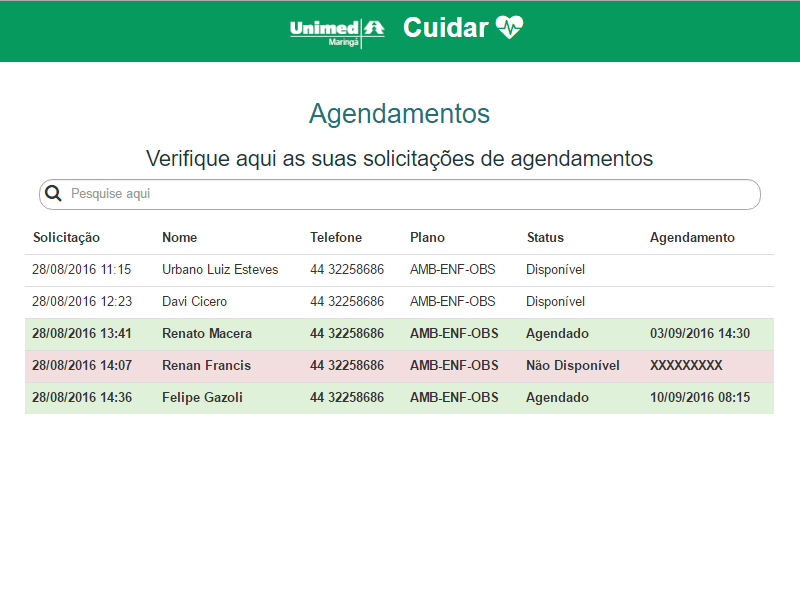 Unimed Cuidar
Maringá
Agendamentos
Verifique aqui as suas solicitações de agendamentos
Pesquise aqui
Solicitação Nome Telefone Plano Status Agendamento
28/08/2016 11:15 Urbano Luiz Esteves 44 32258686 AMB-ENF-OBS Disponível
28/08/2016 12:23 Davi Cicero 44 32258686 AMB-ENF-OBS Disponível
28/08/2016 13:41 Renato Macera 44 32258686 AMB-ENF-OBS Agendado 03/09/2016 14:30
28/08/2016 14:07 Renan Francis 44 32258686 AMB-ENF-OBS Não Disponível XXXXXXXXX
28/08/2016 14:36 Felipe Gazoli 44 32258686 AMB-ENF-OBS Agendado 10/09/2016 08:15